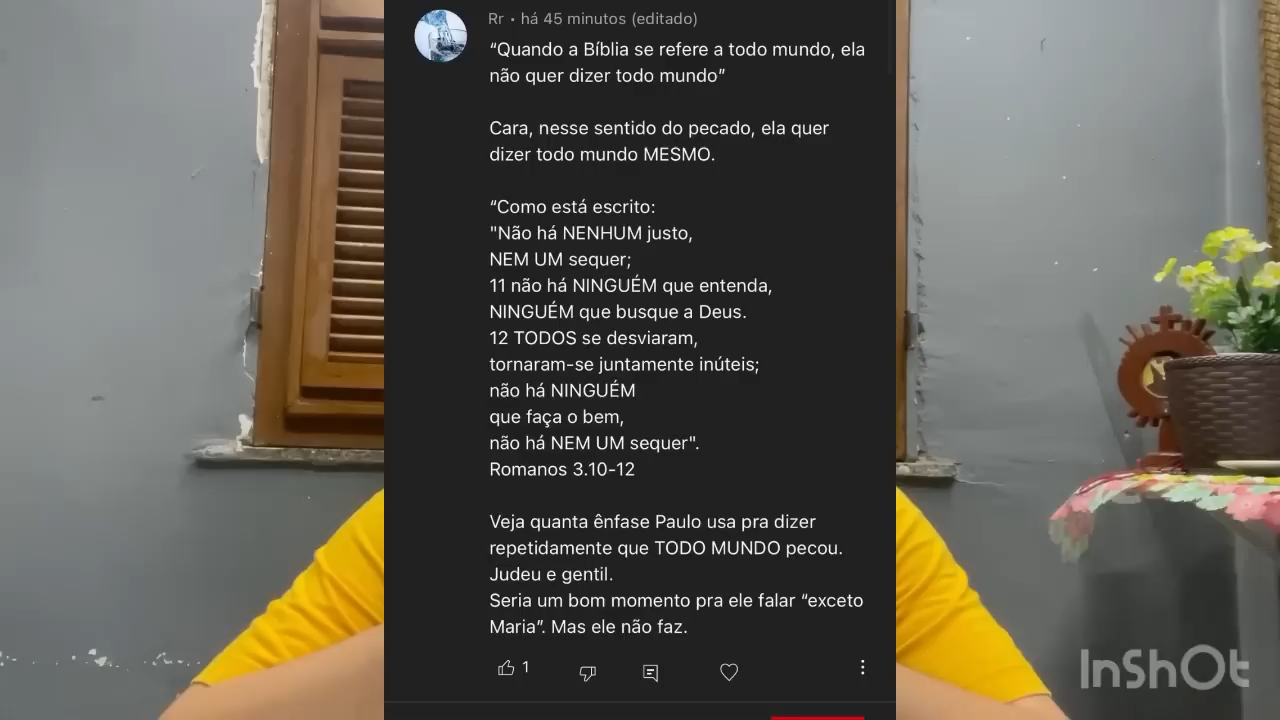 Rr • há 45 minutos (editado)
“Quando a Bíblia se refere a todo mundo, ela
não quer dizer todo mundo”
Cara, nesse sentido do pecado, ela quer
dizer todo mundo MESMO.
“Como está escrito:
"Não há NENHUM justo,
NEM UM sequer;
11 não há NINGUÉM que entenda,
NINGUÉM que busque a Deus.
12 TODOS se desviaram,
tornaram-se juntamente inúteis;
não há NINGUÉM
que faça o bem,
não há NEM UM sequer".
Romanos 3.10-12
Veja quanta ênfase Paulo usa pra dizer
repetidamente que TODO MUNDO pecou.
Judeu e gentil.
Seria um bom momento pra ele falar “exceto
Maria”. Mas ele não faz.
1
InShOt